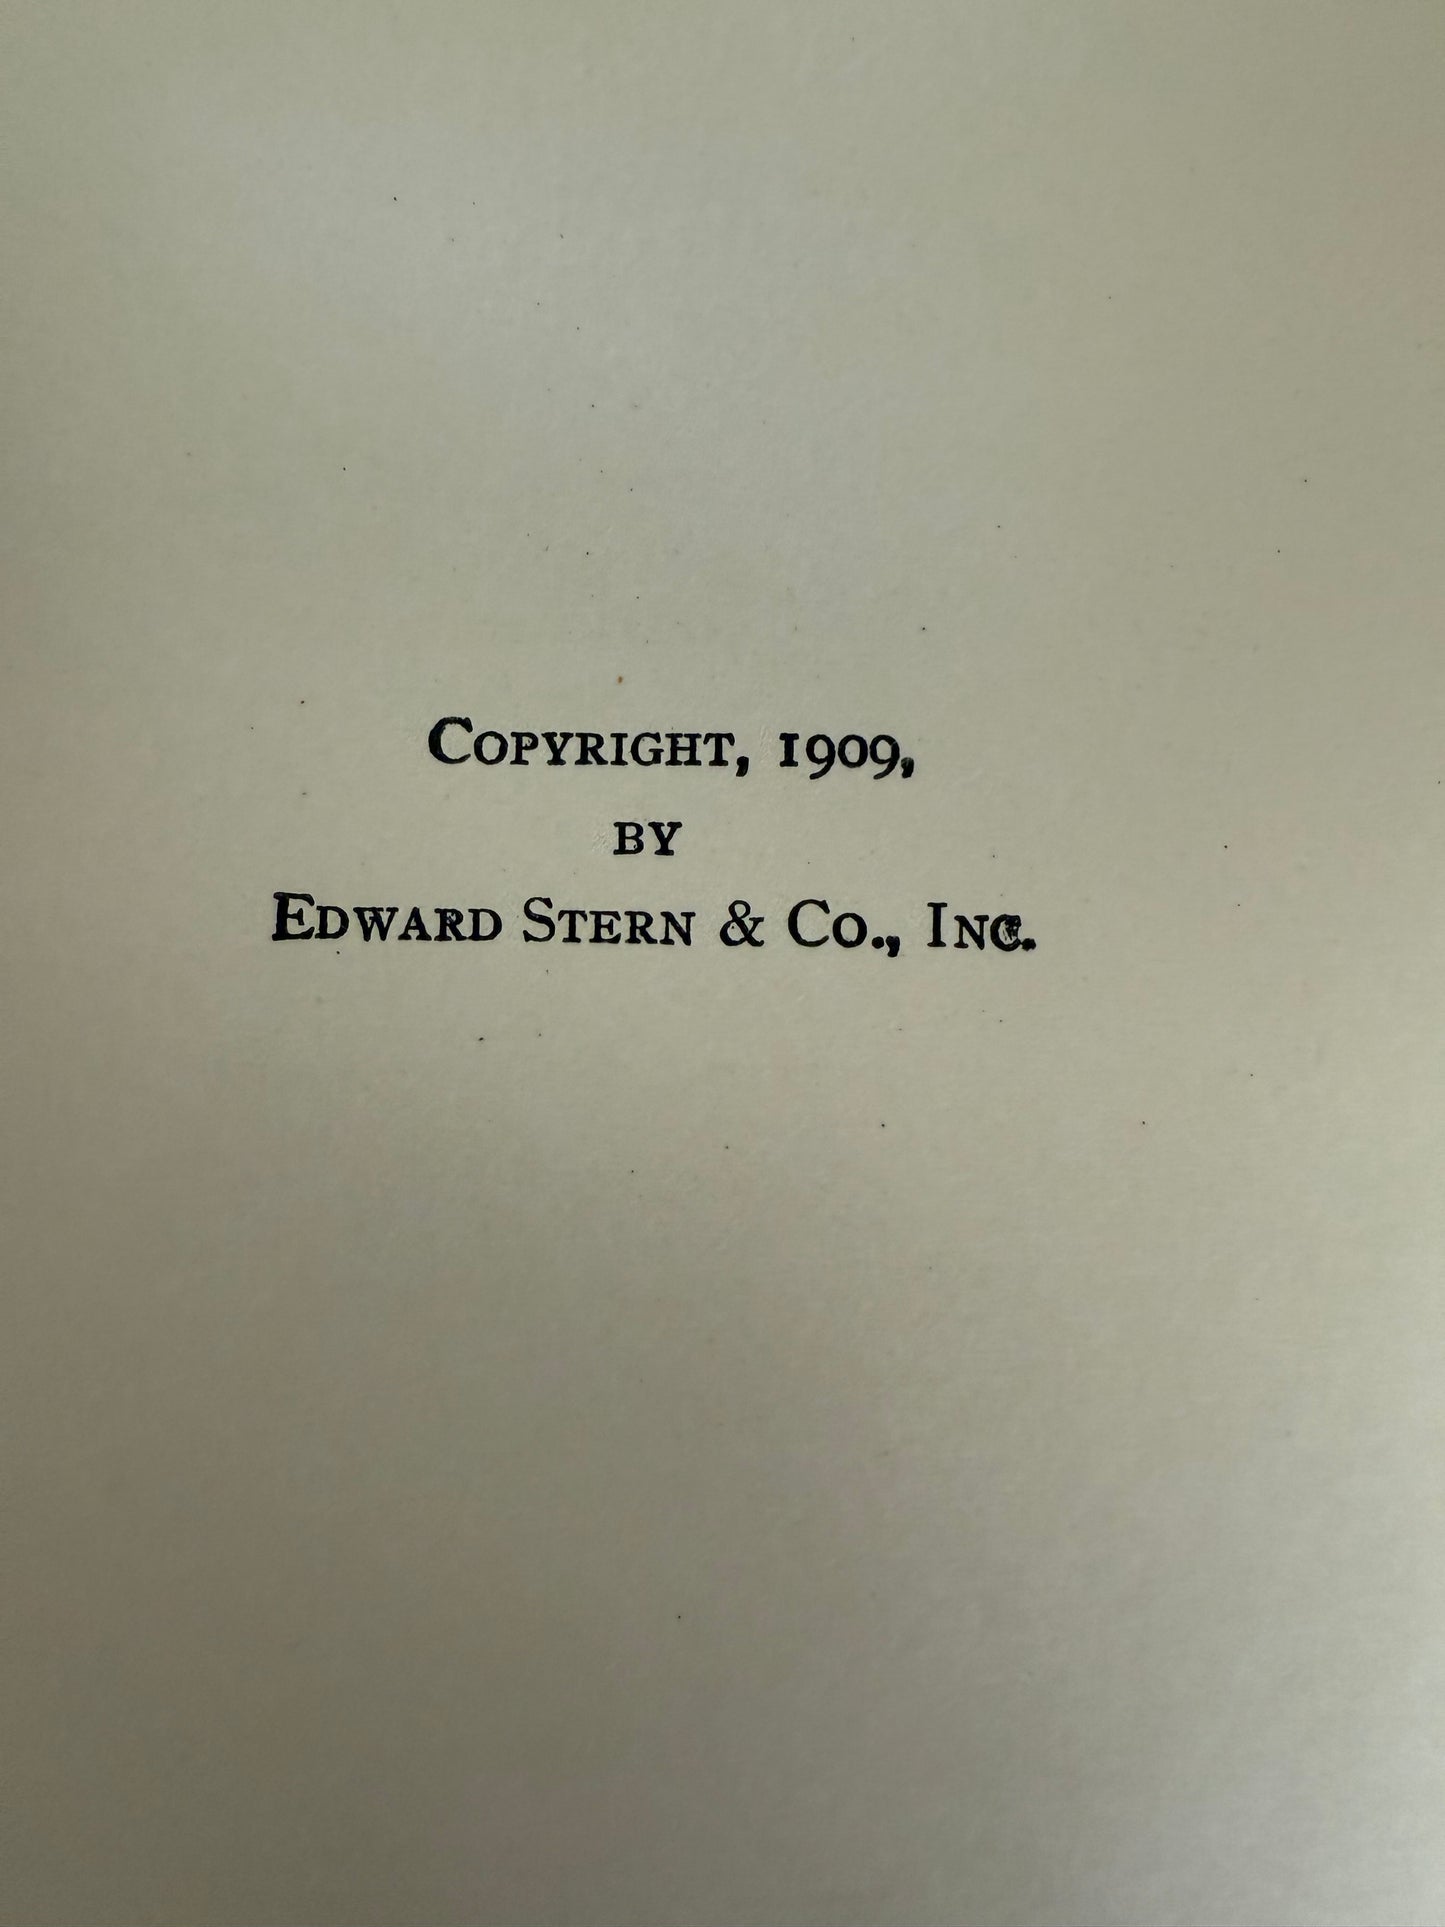 Copyright, 1909,
by
Edward Stern & Co., Inc.